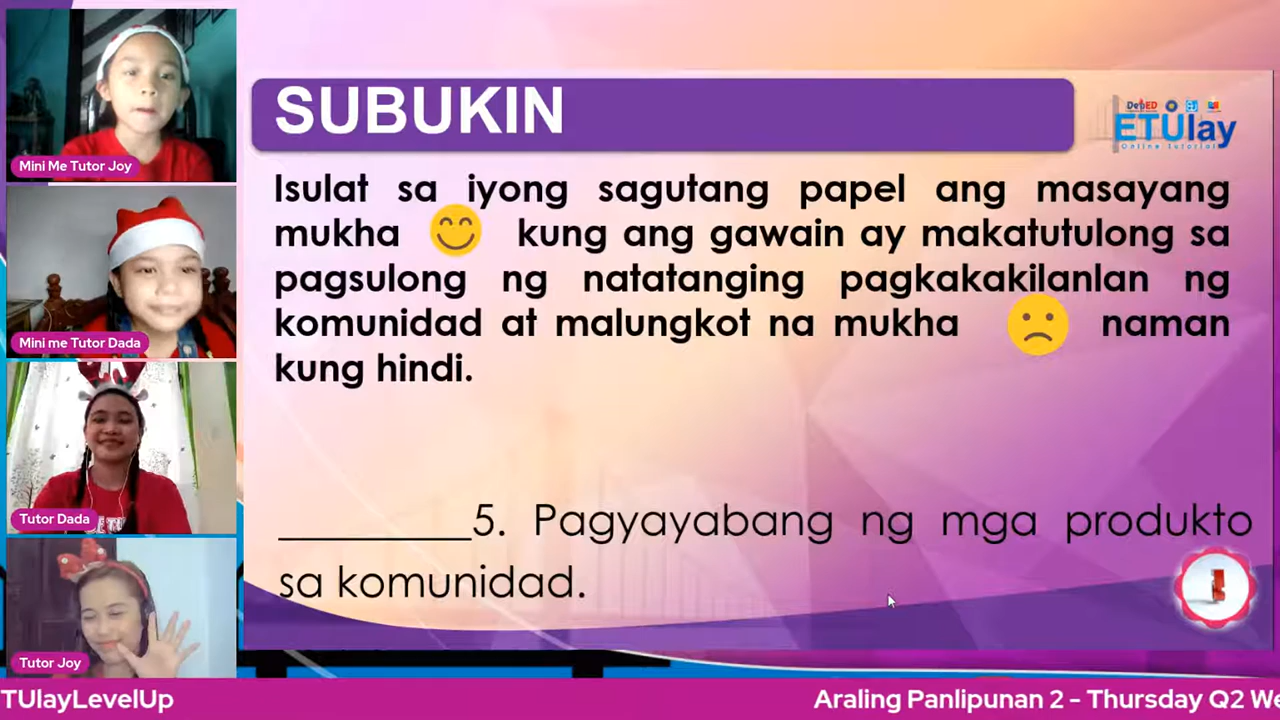 SUBUKIN
DepED
ETUlay
Online Tutorial
Isulat sa iyong sagutang papel ang masayang
mukha kung ang gawain ay makatutulong sa
pagsulong ng natatanging pagkakakilanlan ng
komunidad at malungkot na mukha naman
kung hindi.
_________5. Pagyayabang ng mga produkto
sa komunidad.
Mini Me Tutor Joy
Mini me Tutor Dada
Tutor Dada
Tutor Joy
TUlayLevelUp
Araling Panlipunan 2 - Thursday Q2 We